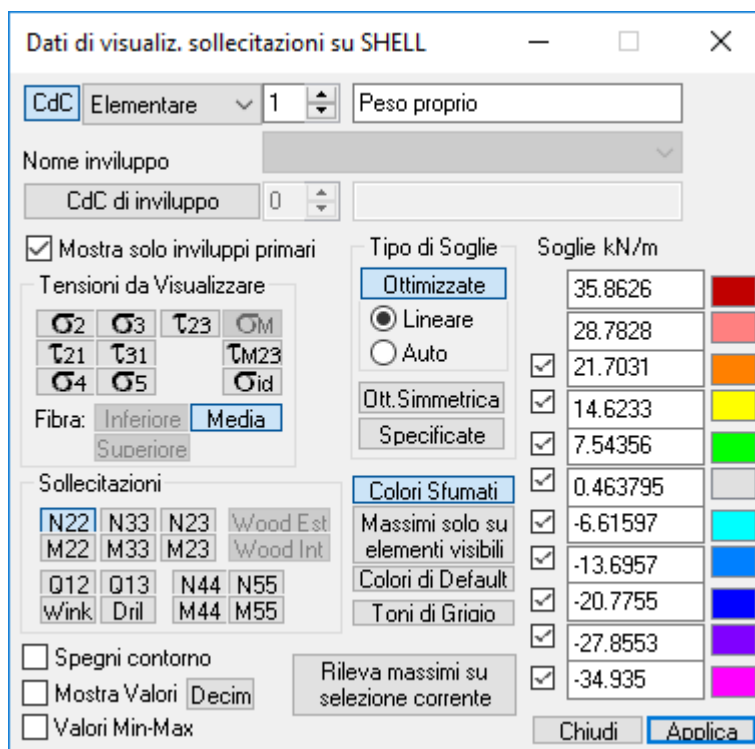 Dati di visualiz. sollecitazioni su SHELL
CdC Elementare 1 Peso proprio
Nome inviluppo
CdC di inviluppo 0
Mostra solo inviluppi primari
Tensioni da Visualizzare
σ2 σ3 τ23 σM
τ21 τ31 τM23
σ4 σ5 σid
Fibra: Inferiore Media
Superiore
Sollecitazioni
N22 N33 N23 Wood Est
M22 M33 M23 Wood Int
Q12 Q13 N44 N55
Wink Dril M44 M55
Spegni contorno
Mostra Valori Decim
Valori Min-Max
Tipo di Soglie
Ottimizzate
Lineare
Auto
Ott.Simmetrica
Specificate
Colori Sfumati
Massimi solo su
elementi visibili
Colori di Default
Toni di Grigio
Rileva massimi su
selezione corrente
Soglie kN/m
35.8626
28.7828
21.7031
14.6233
7.54356
0.463795
-6.61597
-13.6957
-20.7755
-27.8553
-34.935
Chiudi Applica